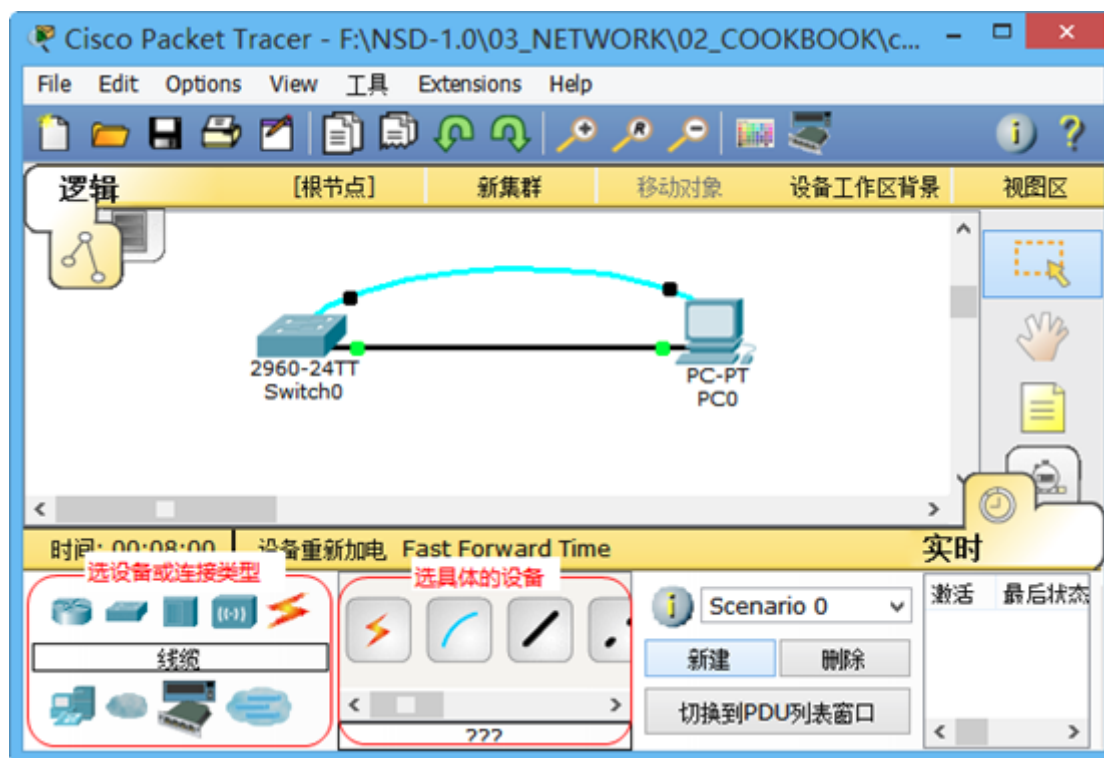 Cisco Packet Tracer - F:\NSD-1.0\03_NETWORK\02_COOKBOOK\c...
File Edit Options View 工具 Extensions Help
逻辑 [根节点] 新集群 移动对象 设备工作区背景 视图区
2960-24TT
Switch0
PC-PT
PC0
时间: 00:08:00 设备重新加电 Fast Forward Time 实时
选设备或连接类型
选具体的设备
线缆
???
Scenario 0
新建 删除
切换到PDU列表窗口
激活 最后状态